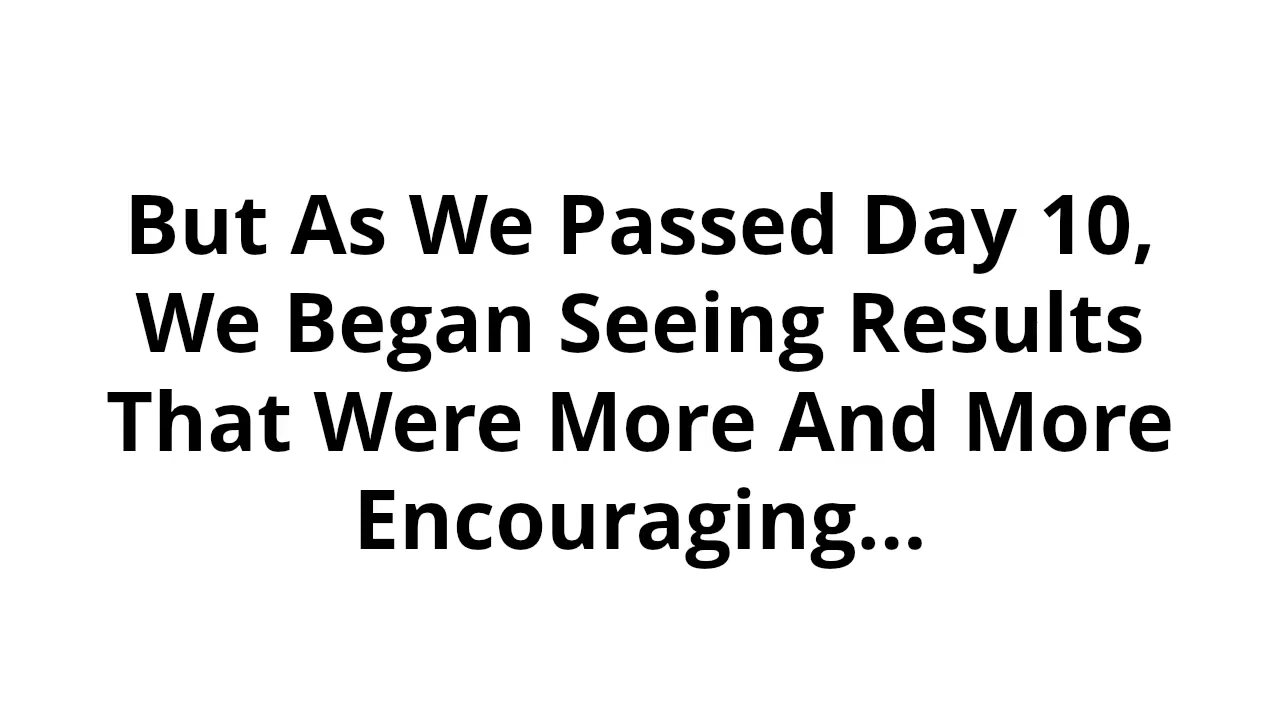 But As We Passed Day 10,
We Began Seeing Results
That Were More And More
Encouraging...